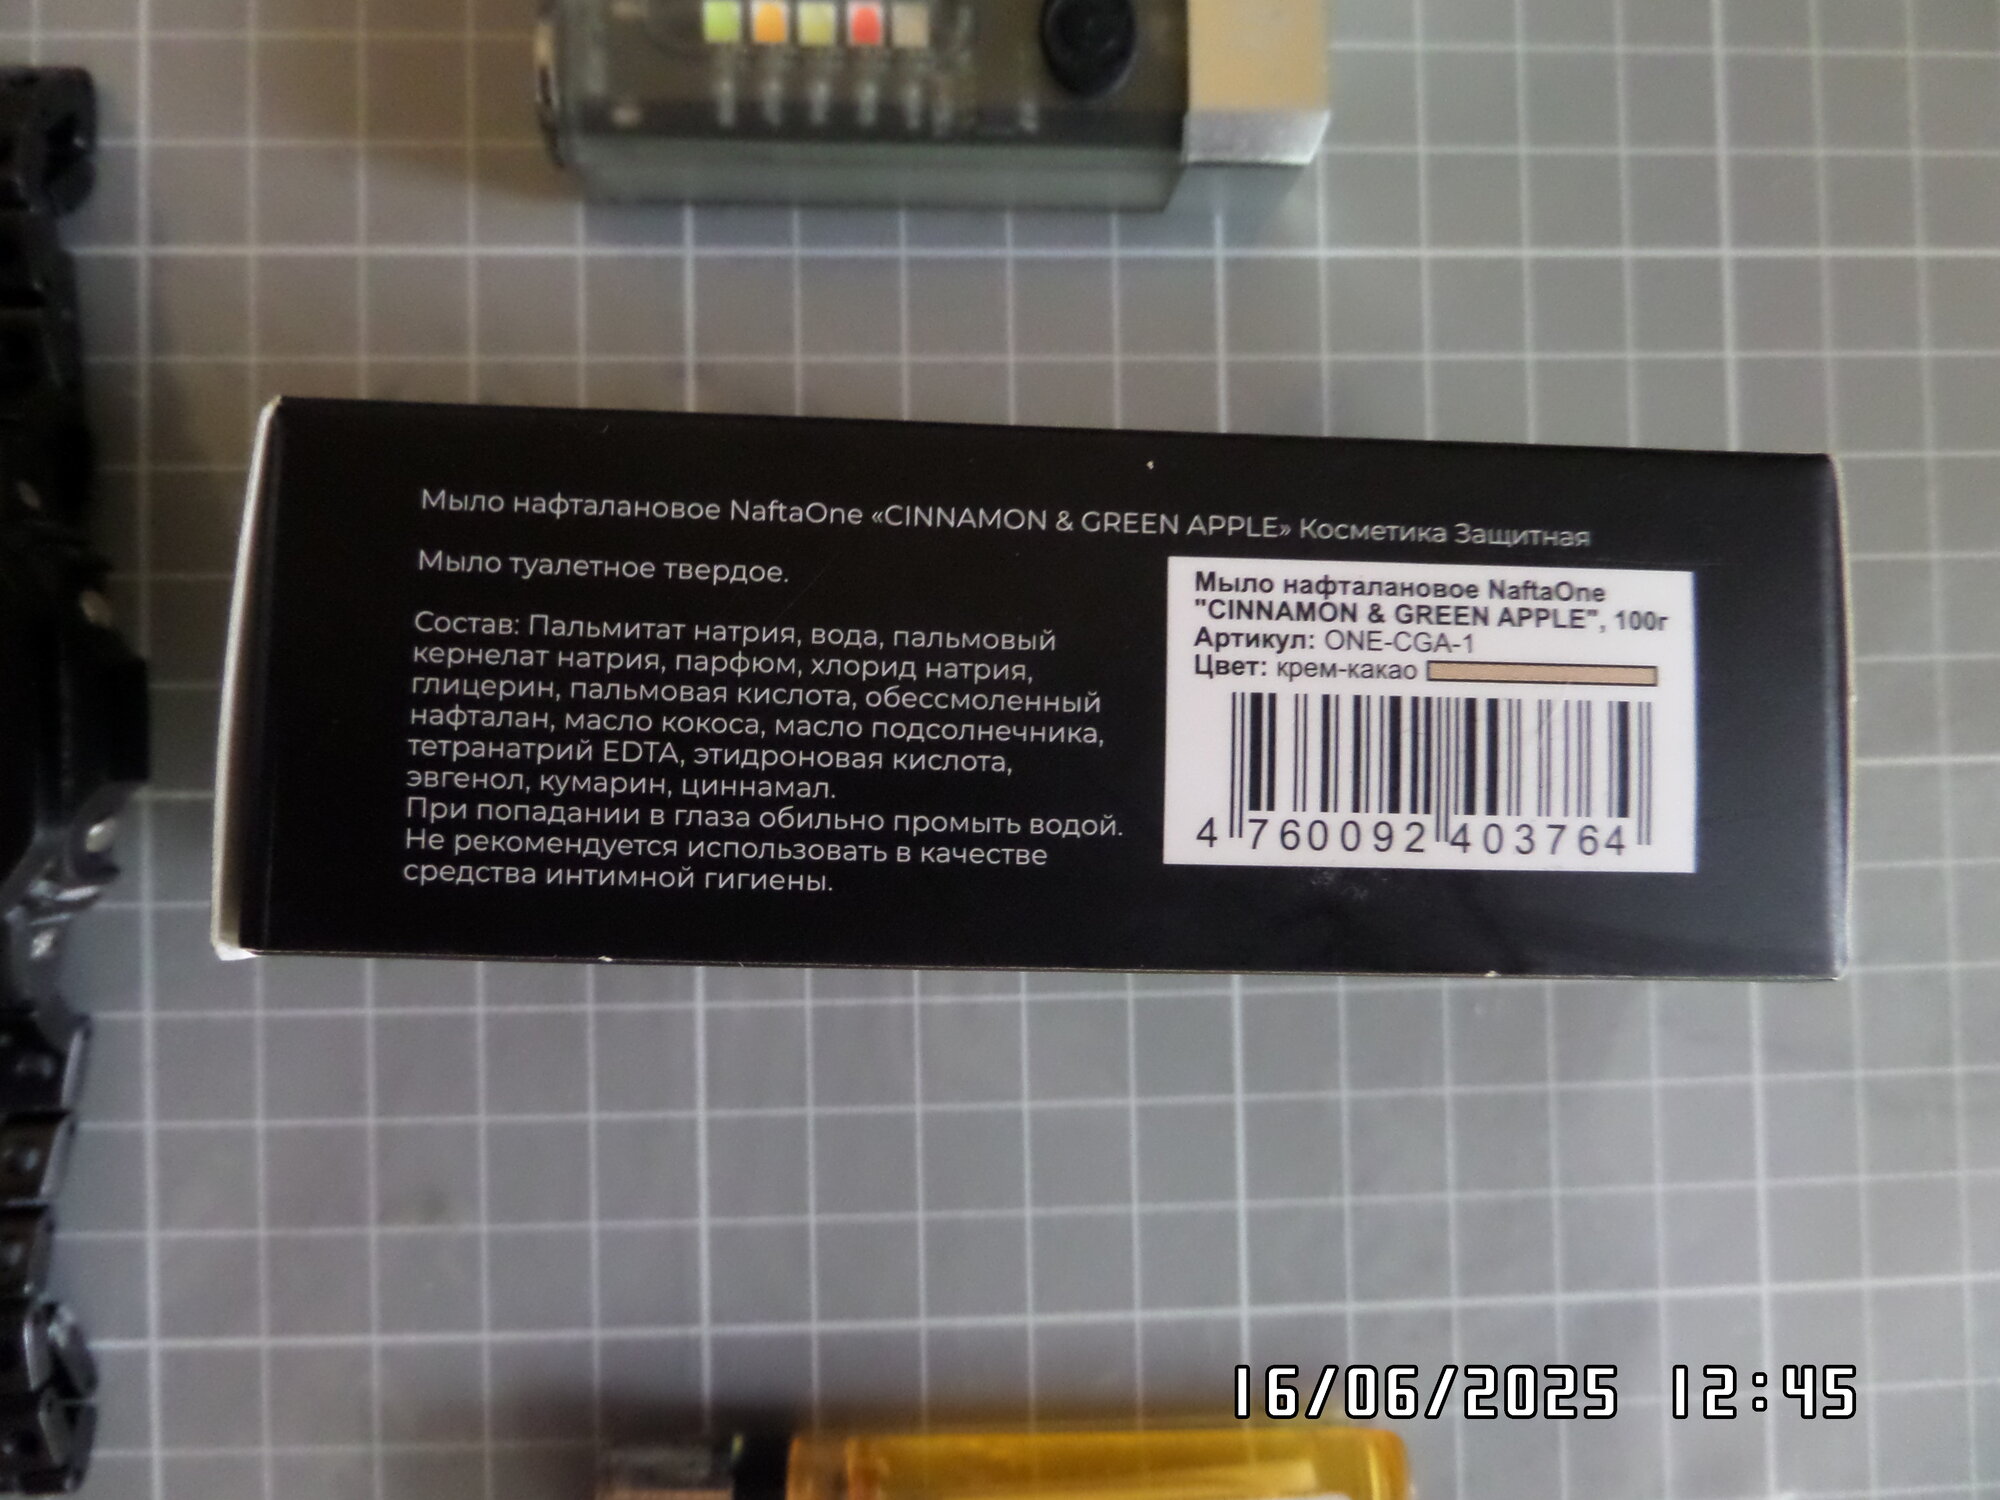 Мыло нафталановое NaftaOne «CINNAMON & GREEN APPLE» Косметика Защитная
Мыло туалетное твердое.
Состав: Пальмитат натрия, вода, пальмовый
кернелат натрия, парфюм, хлорид натрия,
глицерин, пальмовая кислота, обессмоленный
нафталан, масло кокоса, масло подсолнечника,
тетранатрий EDTA, этидроновая кислота,
эвгенол, кумарин, циннамал.
При попадании в глаза обильно промыть водой.
Не рекомендуется использовать в качестве
средства интимной гигиены.
Мыло нафталановое NaftaOne
"CINNAMON & GREEN APPLE", 100г
Артикул: ONE-CGA-1
Цвет: крем-какао
4 760092 403764
16/06/2025 12:45